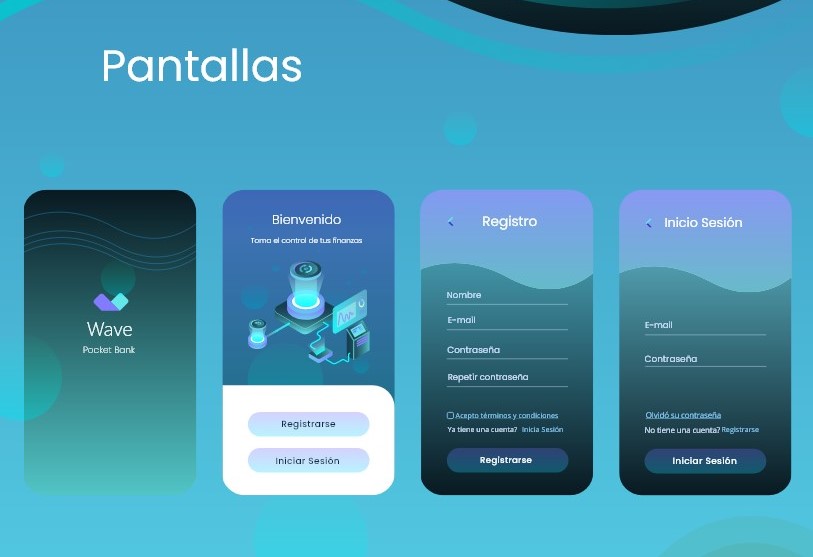 Pantallas
Wave
Pocket Bank
Bienvenido
Toma el control de tus finanzas
Registrarse
Iniciar Sesión
Registro
Nombre
E-mail
Contraseña
Repetir contraseña
Acepto términos y condiciones
Ya tiene una cuenta? Inicia Sesión
Registrarse
Inicio Sesión
E-mail
Contraseña
Olvidó su contraseña
No tiene una cuenta? Registrarse
Iniciar Sesión